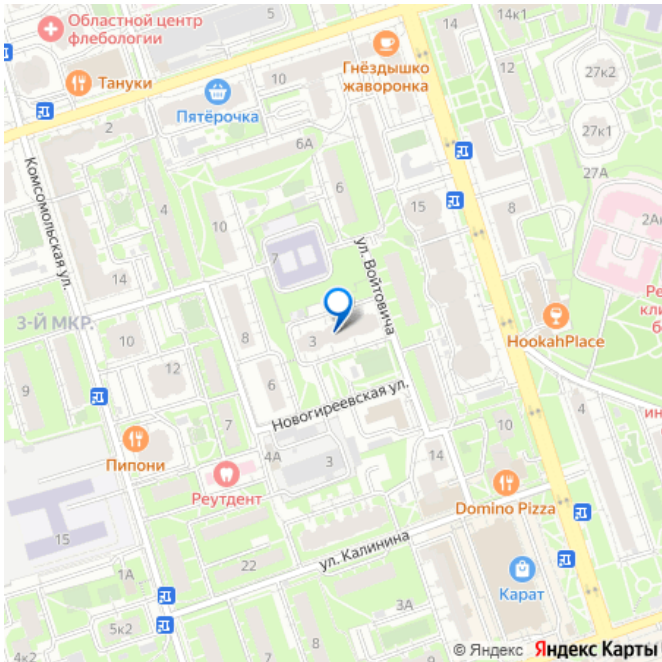 Областной центр
флебологии
5
14к1
Гнёздышко
жаворонка
14
12
27к2
Тануки
10
Пятёрочка
2
27к1
6А
Комсомольская ул.
4
6
27А
15
8
10
ул. Войтовича
7
14
3-Й МКР.
10
8
3
HookahPlace
12
9
6
Новогиреевская ул.
7
4
10
14
4А
3
Пипони
Реутдент
Domino Pizza
15
ул. Калинина
22
1А
Карат
3А
5к2
4к2
© Яндекс Яндекс Карты